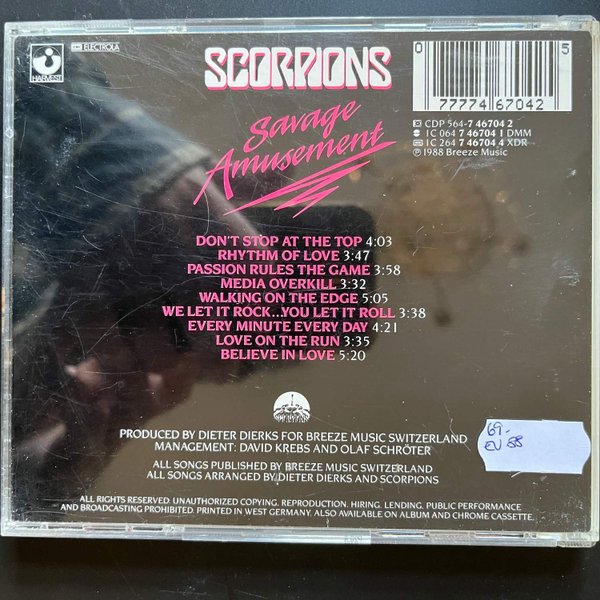 HARVEST
EMI ELECTROLA
SCORPIONS
Savage
Amusement
0 77774 67042 5
CDP 564-7 46704 2
1C 064 7 46704 1 DMM
1C 264 7 46704 4 XDR
℗ 1988 Breeze Music
DON'T STOP AT THE TOP 4:03
RHYTHM OF LOVE 3:47
PASSION RULES THE GAME 3:58
MEDIA OVERKILL 3:32
WALKING ON THE EDGE 5:05
WE LET IT ROCK...YOU LET IT ROLL 3:38
EVERY MINUTE EVERY DAY 4:21
LOVE ON THE RUN 3:35
BELIEVE IN LOVE 5:20
PRODUCED BY DIETER DIERKS FOR BREEZE MUSIC SWITZERLAND
MANAGEMENT: DAVID KREBS AND OLAF SCHRÖTER
ALL SONGS PUBLISHED BY BREEZE MUSIC SWITZERLAND
ALL SONGS ARRANGED BY DIETER DIERKS AND SCORPIONS
69.-
EU 88
ALL RIGHTS RESERVED. UNAUTHORIZED COPYING. REPRODUCTION. HIRING. LENDING. PUBLIC PERFORMANCE
AND BROADCASTING PROHIBITED. PRINTED IN WEST GERMANY. ALSO AVAILABLE ON ALBUM AND CHROME CASSETTE.